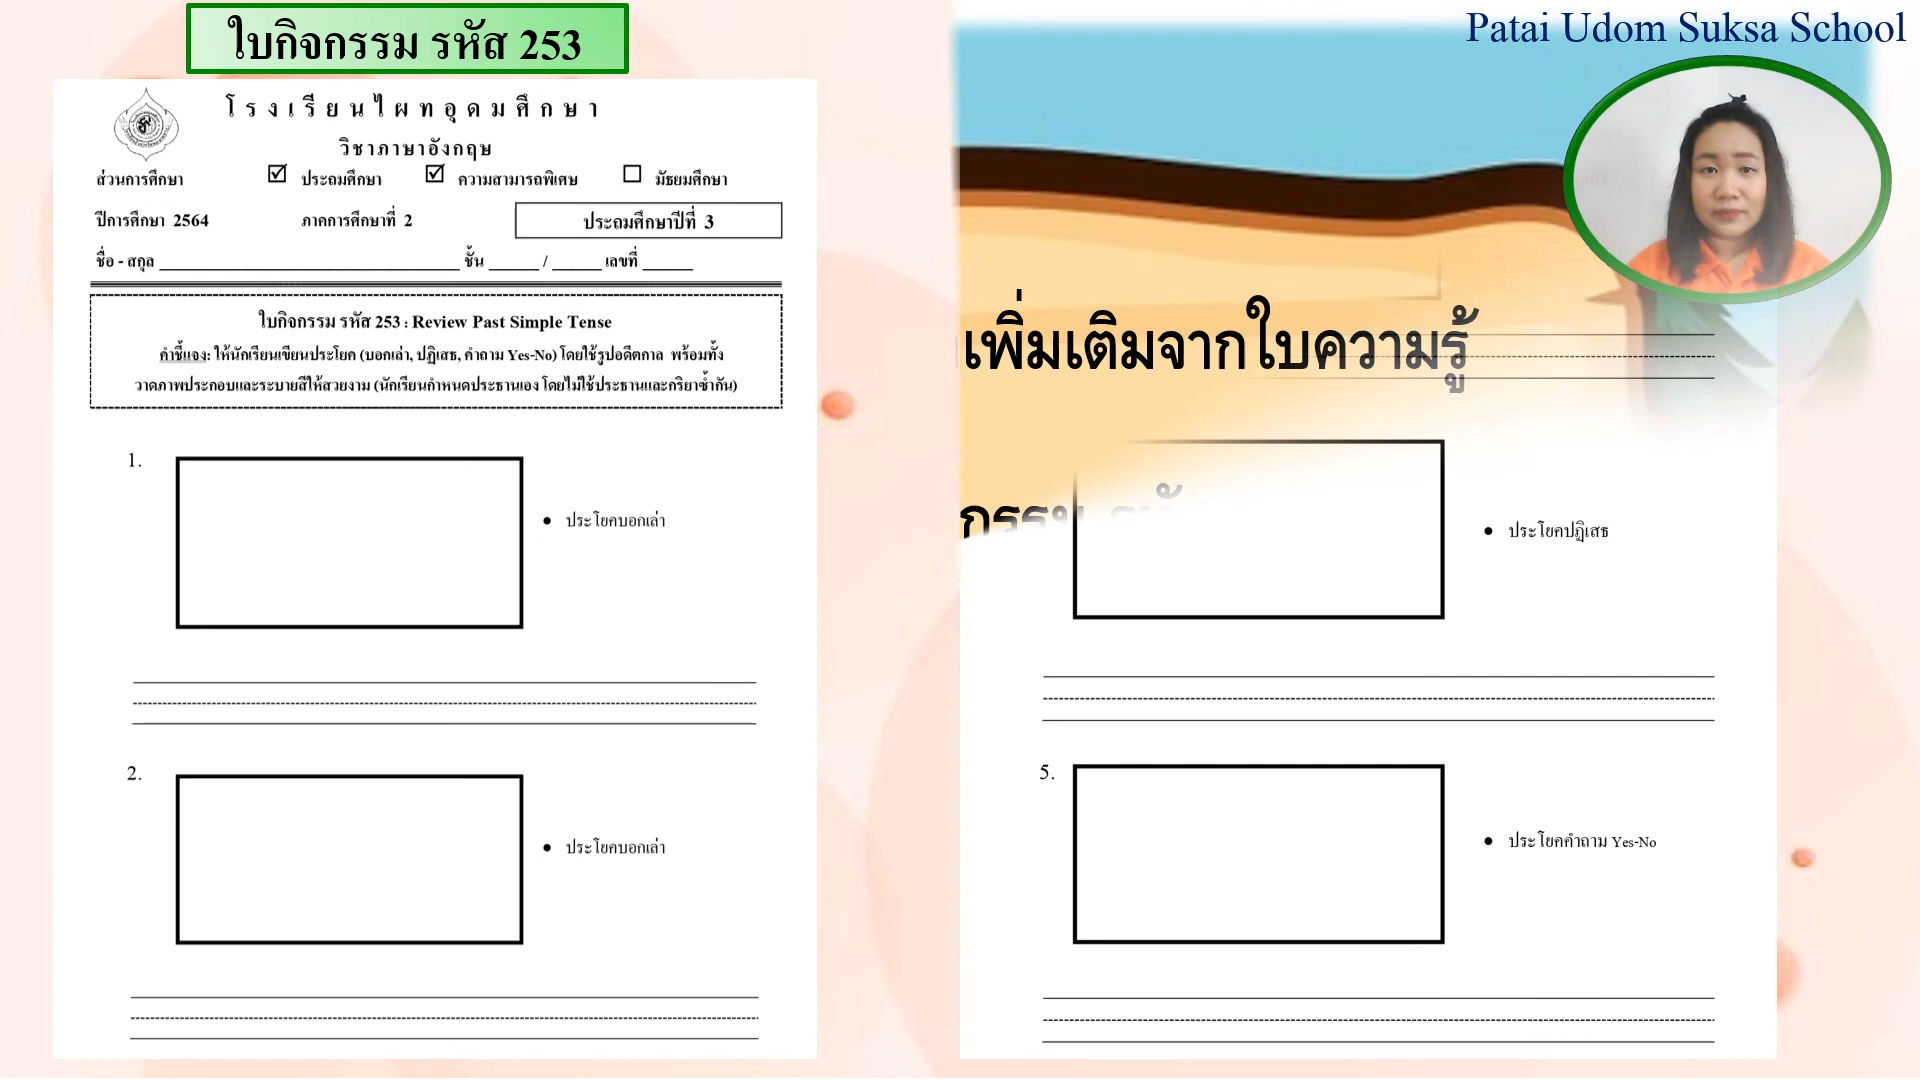 ใบกิจกรรม รหัส 253
Patai Udom Suksa School
โรงเรียนไผทอุดมศึกษา
วิชาภาษาอังกฤษ
ส่วนการศึกษา ☑ ประถมศึกษา ☑ ความสามารถพิเศษ ☐ มัธยมศึกษา
ปีการศึกษา 2564 ภาคการศึกษาที่ 2 ประถมศึกษาปีที่ 3
ชื่อ - สกุล ____________________ ชั้น ______ / ______ เลขที่ ______
ใบกิจกรรม รหัส 253 : Review Past Simple Tense
คำชี้แจง: ให้นักเรียนเขียนประโยค (บอกเล่า, ปฏิเสธ, คำถาม Yes-No) โดยใช้รูปอดีตกาล พร้อมทั้ง
วาดภาพประกอบและระบายสีให้สวยงาม (นักเรียนกำหนดประธานเอง โดยไม่ใช้ประธานและกริยาซ้ำกัน)
1.
• ประโยคบอกเล่า
2.
• ประโยคบอกเล่า
เพิ่มเติมจากใบความรู้
• ประโยคปฏิเสธ
5.
• ประโยคคำถาม Yes-No